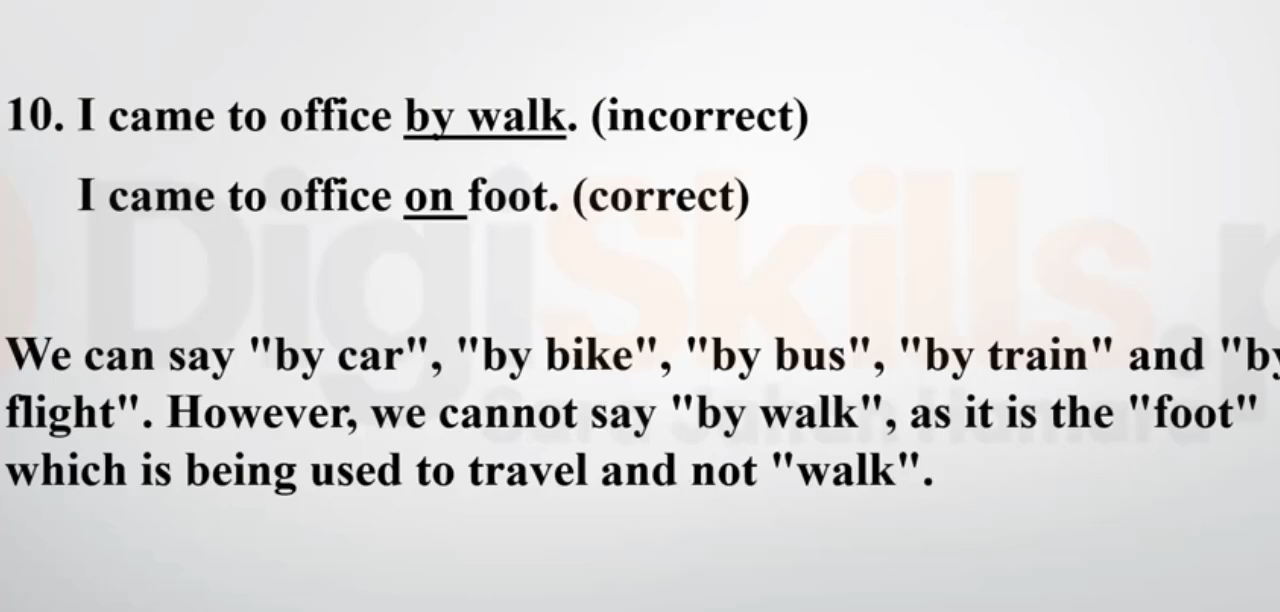 10. I came to office by walk. (incorrect)
I came to office on foot. (correct)
DigiSkills.p
We can say "by car", "by bike", "by bus", "by train" and "by
flight". However, we cannot say "by walk", as it is the "foot"
which is being used to travel and not "walk".